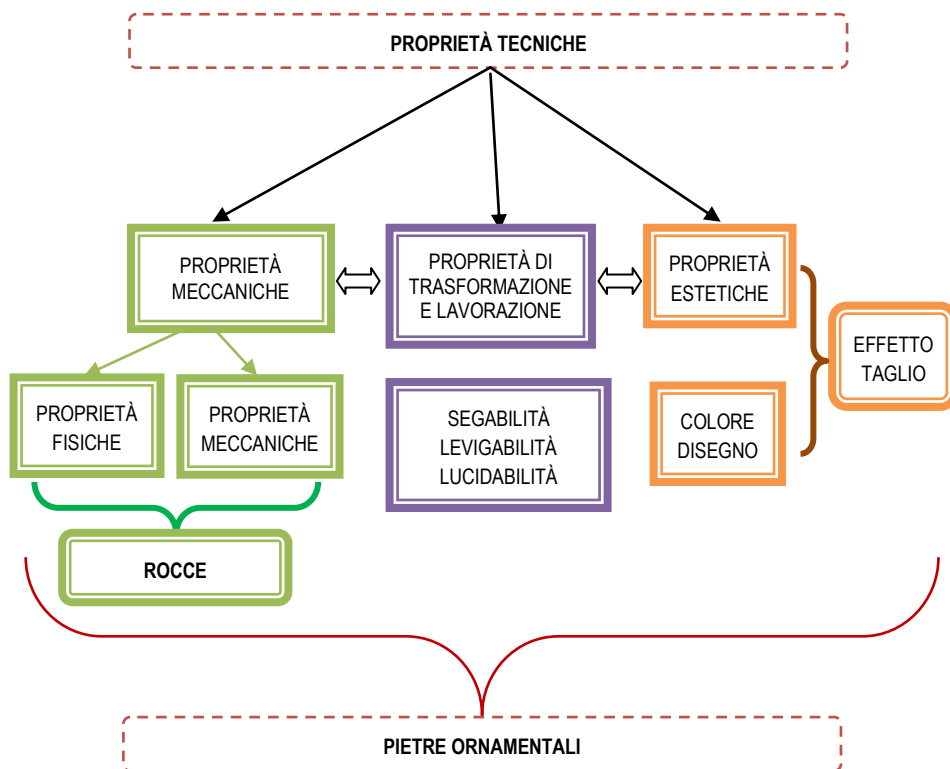 PROPRIETÀ TECNICHE
PROPRIETÀ
MECCANICHE
PROPRIETÀ DI
TRASFORMAZIONE
E LAVORAZIONE
PROPRIETÀ
ESTETICHE
EFFETTO
TAGLIO
PROPRIETÀ
FISICHE
PROPRIETÀ
MECCANICHE
SEGABILITÀ
LEVIGABILITÀ
LUCIDABILITÀ
COLORE
DISEGNO
ROCCE
PIETRE ORNAMENTALI